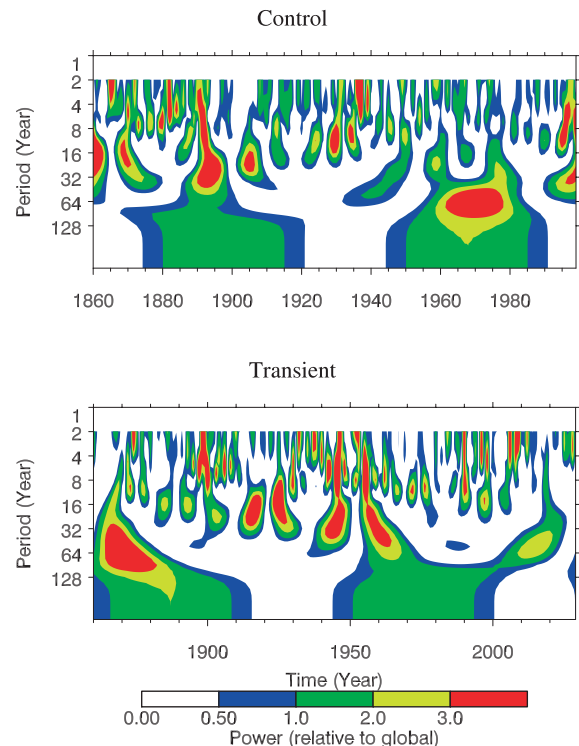 Control
1
2
4
8
16
32
64
128
Period (Year)
1860 1880 1900 1920 1940 1960 1980
Transient
1
2
4
8
16
32
64
128
Period (Year)
1900 1950 2000
Time (Year)
0.00 0.50 1.0 2.0 3.0
Power (relative to global)